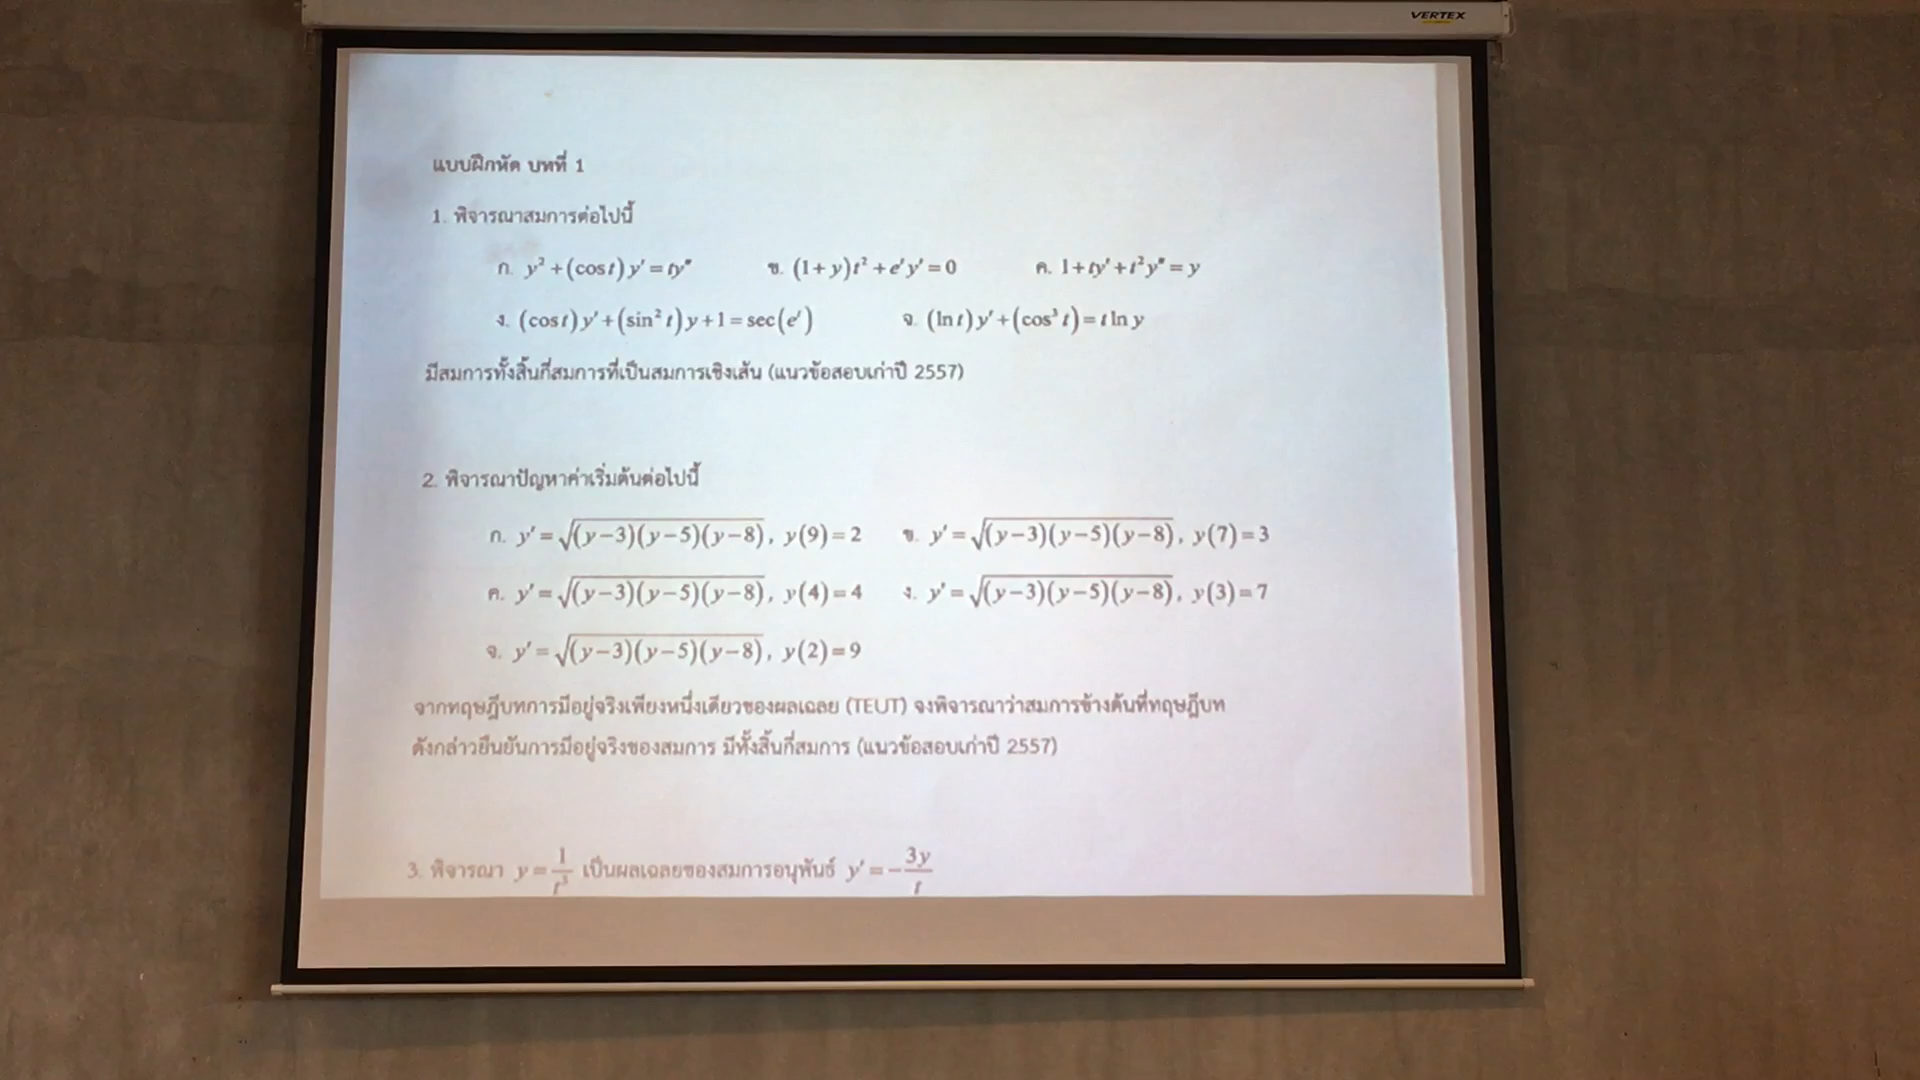 VERTEX
แบบฝึกหัด บทที่ 1
1. พิจารณาสมการต่อไปนี้
ก. y² + (cos t) y′ = ty″ ข. (1 + y) t² + eᵗ y′ = 0 ค. 1 + ty′ + t² y″ = y
ง. (cos t) y′ + (sin² t) y + 1 = sec(eᵗ) จ. (ln t) y′ + (cos³ t) = t ln y
มีสมการทั้งสิ้นกี่สมการที่เป็นสมการเชิงเส้น (แนวข้อสอบเก่าปี 2557)
2. พิจารณาปัญหาค่าเริ่มต้นต่อไปนี้
ก. y′ = √(y−3)(y−5)(y−8), y(9) = 2 ข. y′ = √(y−3)(y−5)(y−8), y(7) = 3
ค. y′ = √(y−3)(y−5)(y−8), y(4) = 4 ง. y′ = √(y−3)(y−5)(y−8), y(3) = 7
จ. y′ = √(y−3)(y−5)(y−8), y(2) = 9
จากทฤษฎีบทการมีอยู่จริงเพียงหนึ่งเดียวของผลเฉลย (TEUT) จงพิจารณาว่าสมการข้างต้นที่ทฤษฎีบท
ดังกล่าวยืนยันการมีอยู่จริงของสมการ มีทั้งสิ้นกี่สมการ (แนวข้อสอบเก่าปี 2557)
3. พิจารณา y = 1/t³ เป็นผลเฉลยของสมการอนุพันธ์ y′ = −3y/t